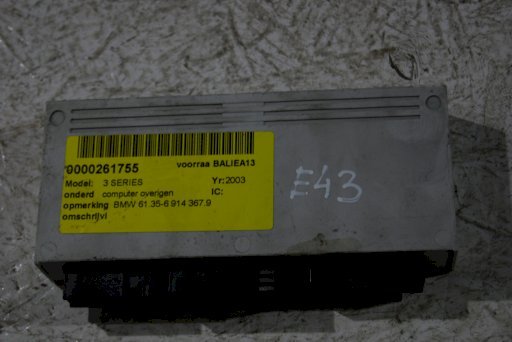 '0000261755 voorraa BALIEA13
Model: 3 SERIES Yr: 2003
onderd computer overigen IC:
opmerking BMW 61.35-6 914 367.9
omschrijvi
E43